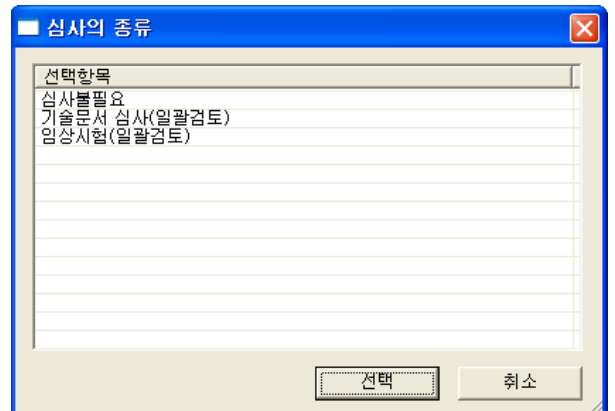 심사의 종류
선택항목
심사불필요
기술문서 심사(일괄검토)
임상시험(일괄검토)
선택
취소